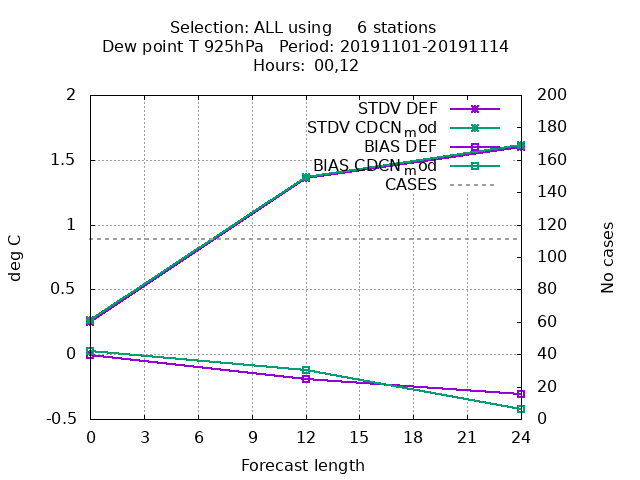 Selection: ALL using     6 stations
Dew point T 925hPa   Period: 20191101-20191114
Hours:  00,12
2
1.5
1
0.5
0
-0.5
deg C
200
180
160
140
120
100
80
60
40
20
0
No cases
STDV DEF
STDV CDCN_mod
BIAS DEF
BIAS CDCN_mod
CASES
0 3 6 9 12 15 18 21 24
Forecast length